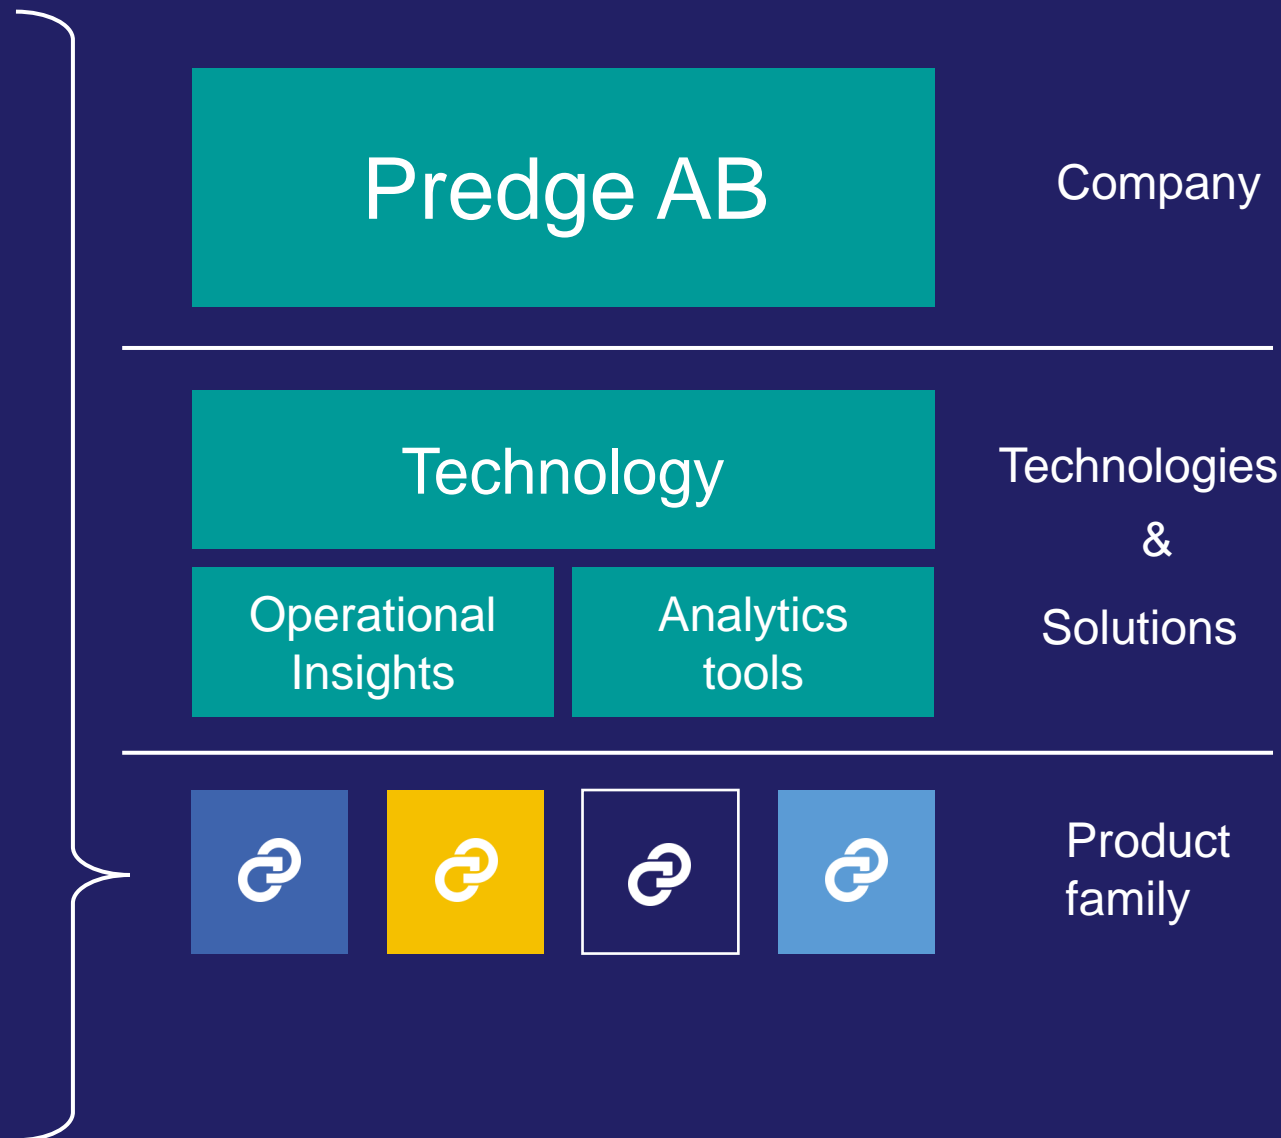 Predge AB
Company
Technology
Technologies
&
Solutions
Operational
Insights
Analytics
tools
Product
family